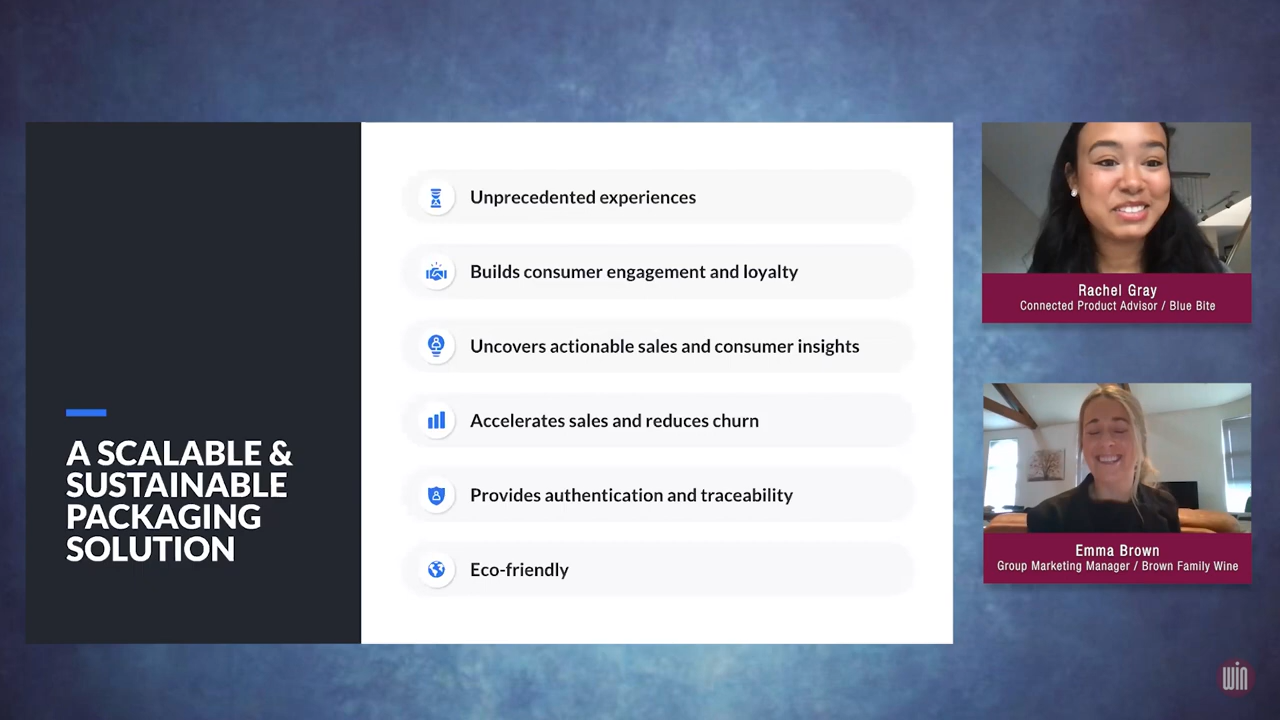 A SCALABLE &
SUSTAINABLE
PACKAGING
SOLUTION
Unprecedented experiences
Builds consumer engagement and loyalty
Uncovers actionable sales and consumer insights
Accelerates sales and reduces churn
Provides authentication and traceability
Eco-friendly
Rachel Gray
Connected Product Advisor / Blue Bite
Emma Brown
Group Marketing Manager / Brown Family Wine
win